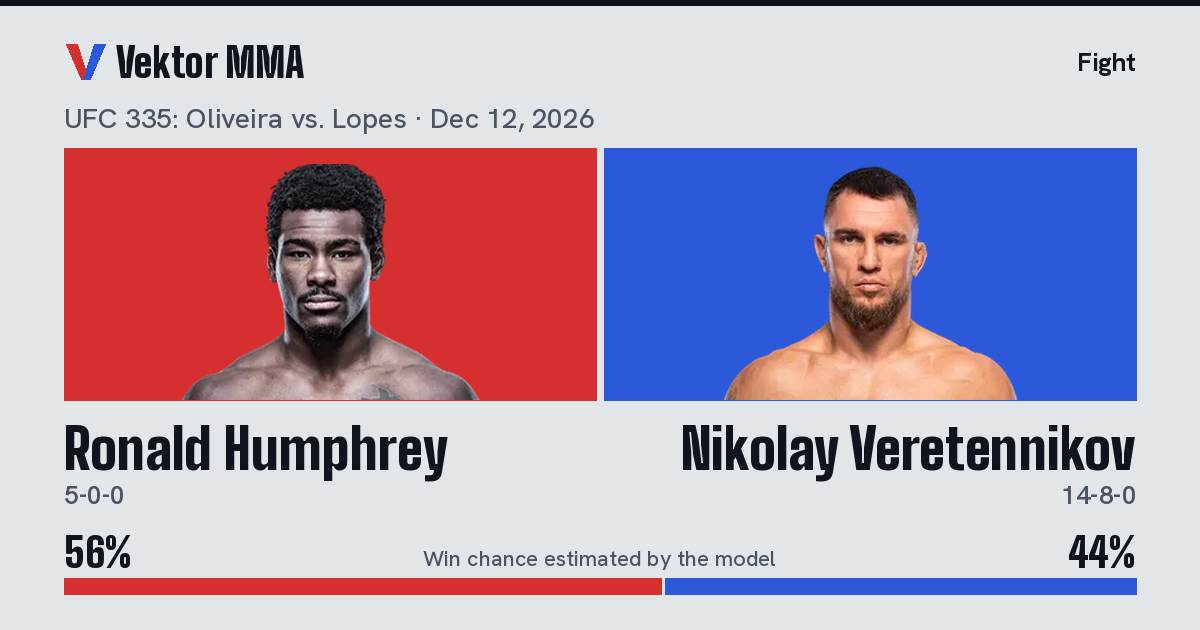 Vektor MMA
Fight
UFC 335: Oliveira vs. Lopes · Dec 12, 2026
Ronald Humphrey
Nikolay Veretennikov
5-0-0
14-8-0
56%
Win chance estimated by the model
44%